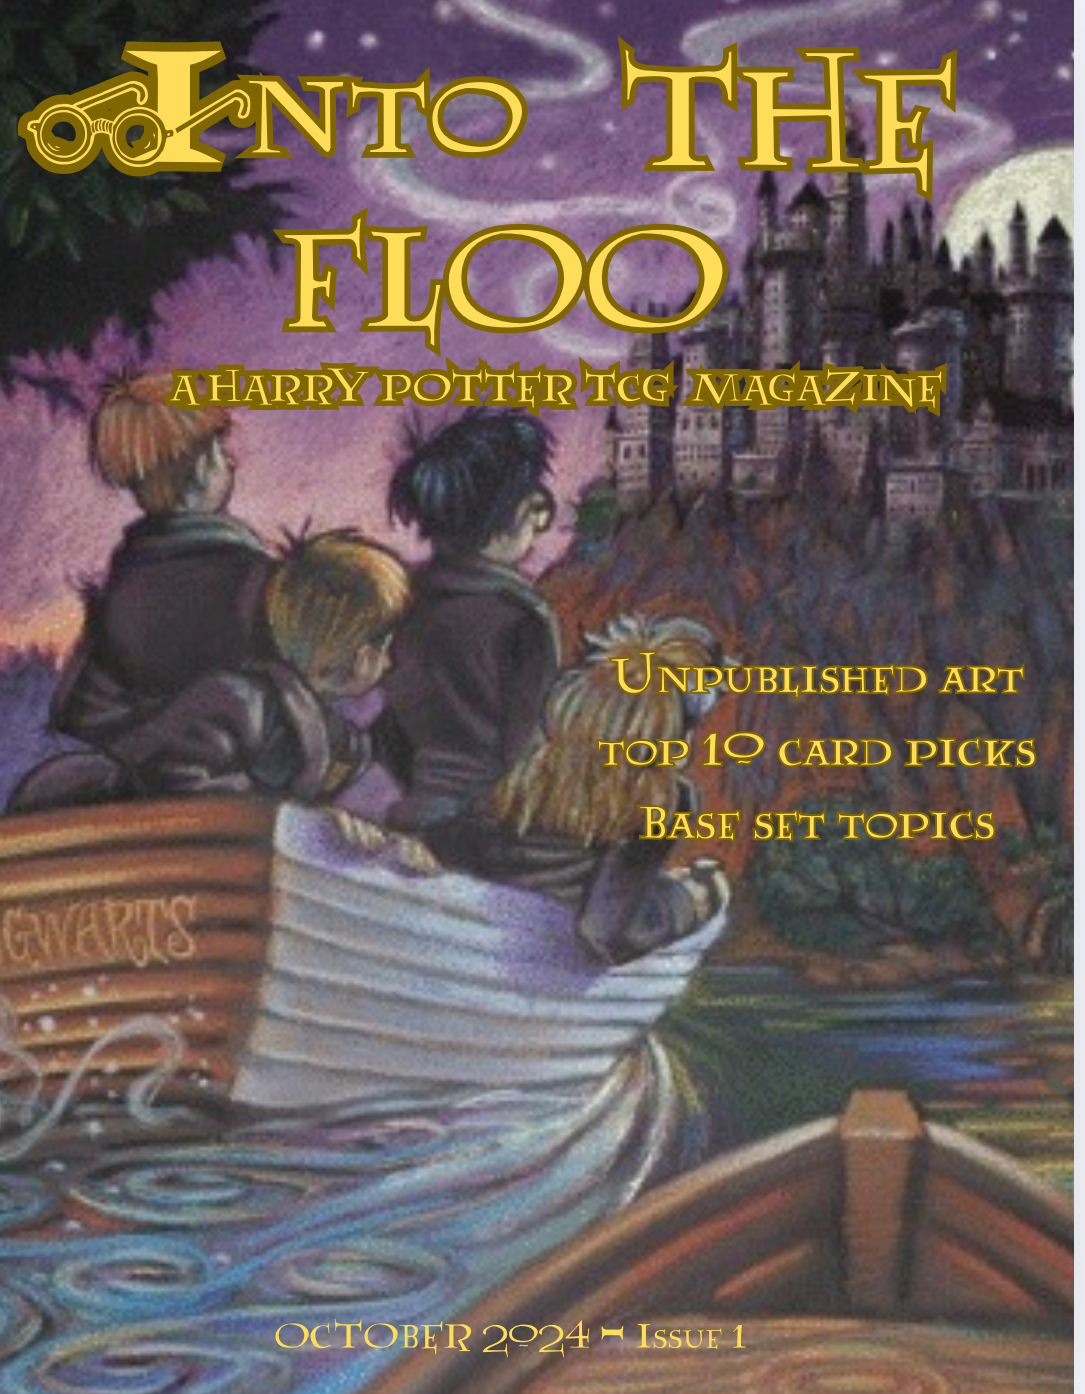 Into THE
FLOO
A HARRY POTTER TCG MAGAZINE
Unpublished art
top 10 card picks
Base set topics
GWARTS
OCTOBER 2024 - Issue 1